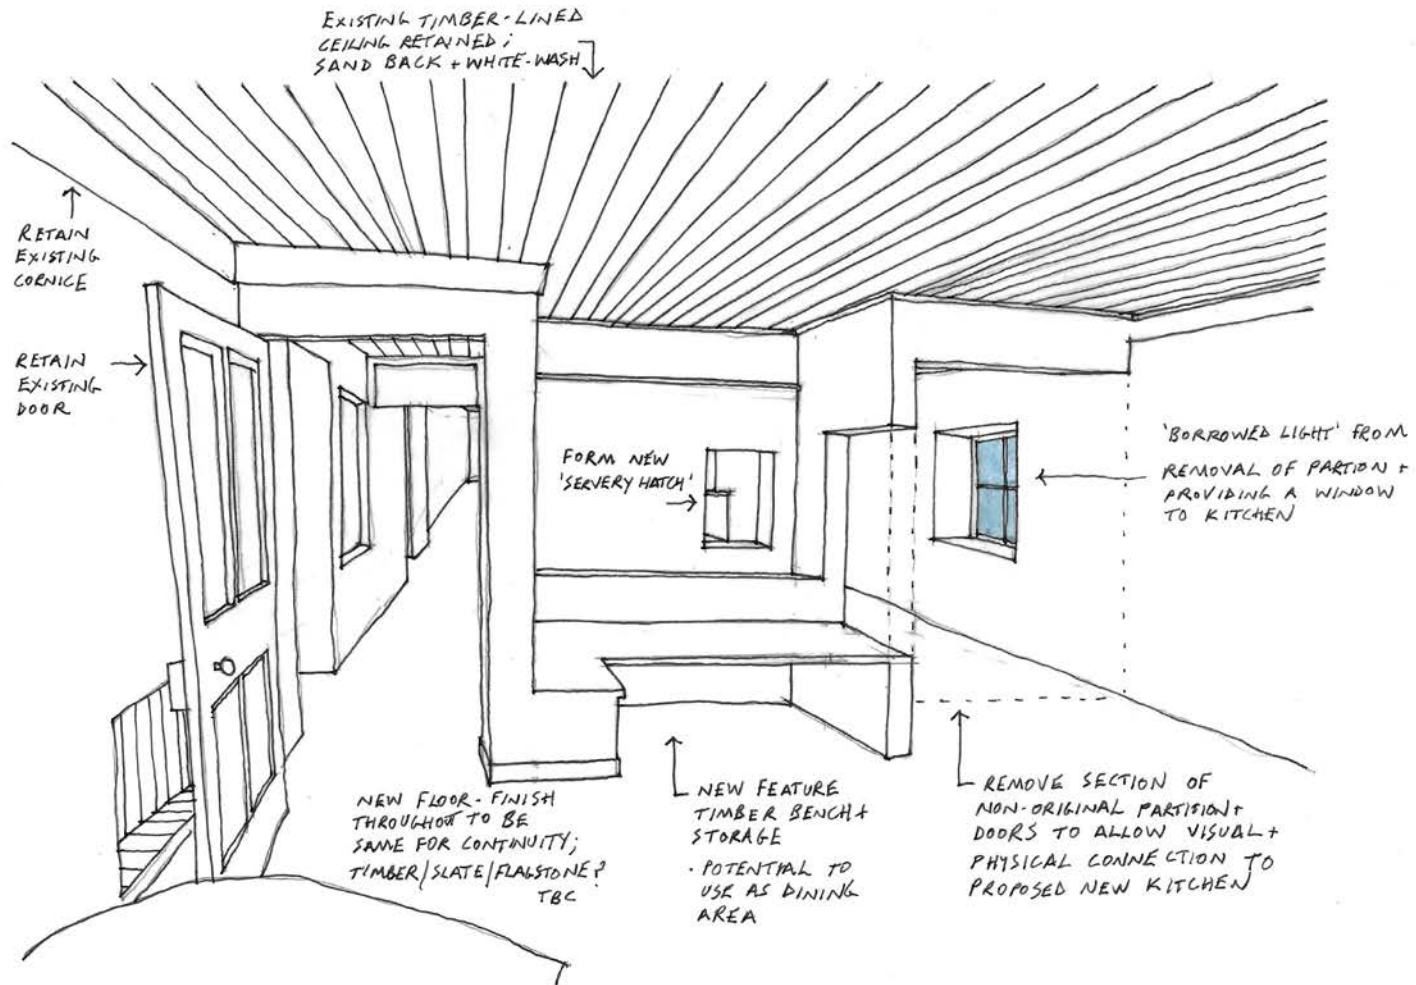 EXISTING TIMBER-LINED
CEILING RETAINED;
SAND BACK + WHITE-WASH
RETAIN
EXISTING
CORNICE
RETAIN
EXISTING
DOOR
FORM NEW
'SERVERY HATCH'
'BORROWED LIGHT' FROM
REMOVAL OF PARTION +
PROVIDING A WINDOW
TO KITCHEN
NEW FLOOR-FINISH
THROUGHOUT TO BE
SAME FOR CONTINUITY;
TIMBER/SLATE/FLAGSTONE?
TBC
NEW FEATURE
TIMBER BENCH +
STORAGE
· POTENTIAL TO
USE AS DINING
AREA
REMOVE SECTION OF
NON-ORIGINAL PARTITION +
DOORS TO ALLOW VISUAL +
PHYSICAL CONNECTION TO
PROPOSED NEW KITCHEN